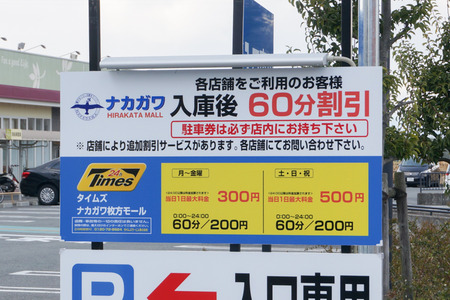 各店舗をご利用のお客様
ナカガワ
HIRAKATA MALL
入庫後 60分割引
駐車券は必ず店内にお持ち下さい
※ 店舗により追加割引サービスがあります。各店舗にてお問い合わせ下さい。
24h
Times
タイムズ
ナカガワ枚方モール
月~金曜
当日1日最大料金 300円
0:00~24:00
60分/200円
土・日・祝
当日1日最大料金 500円
0:00~24:00
60分/200円
P
入口専用